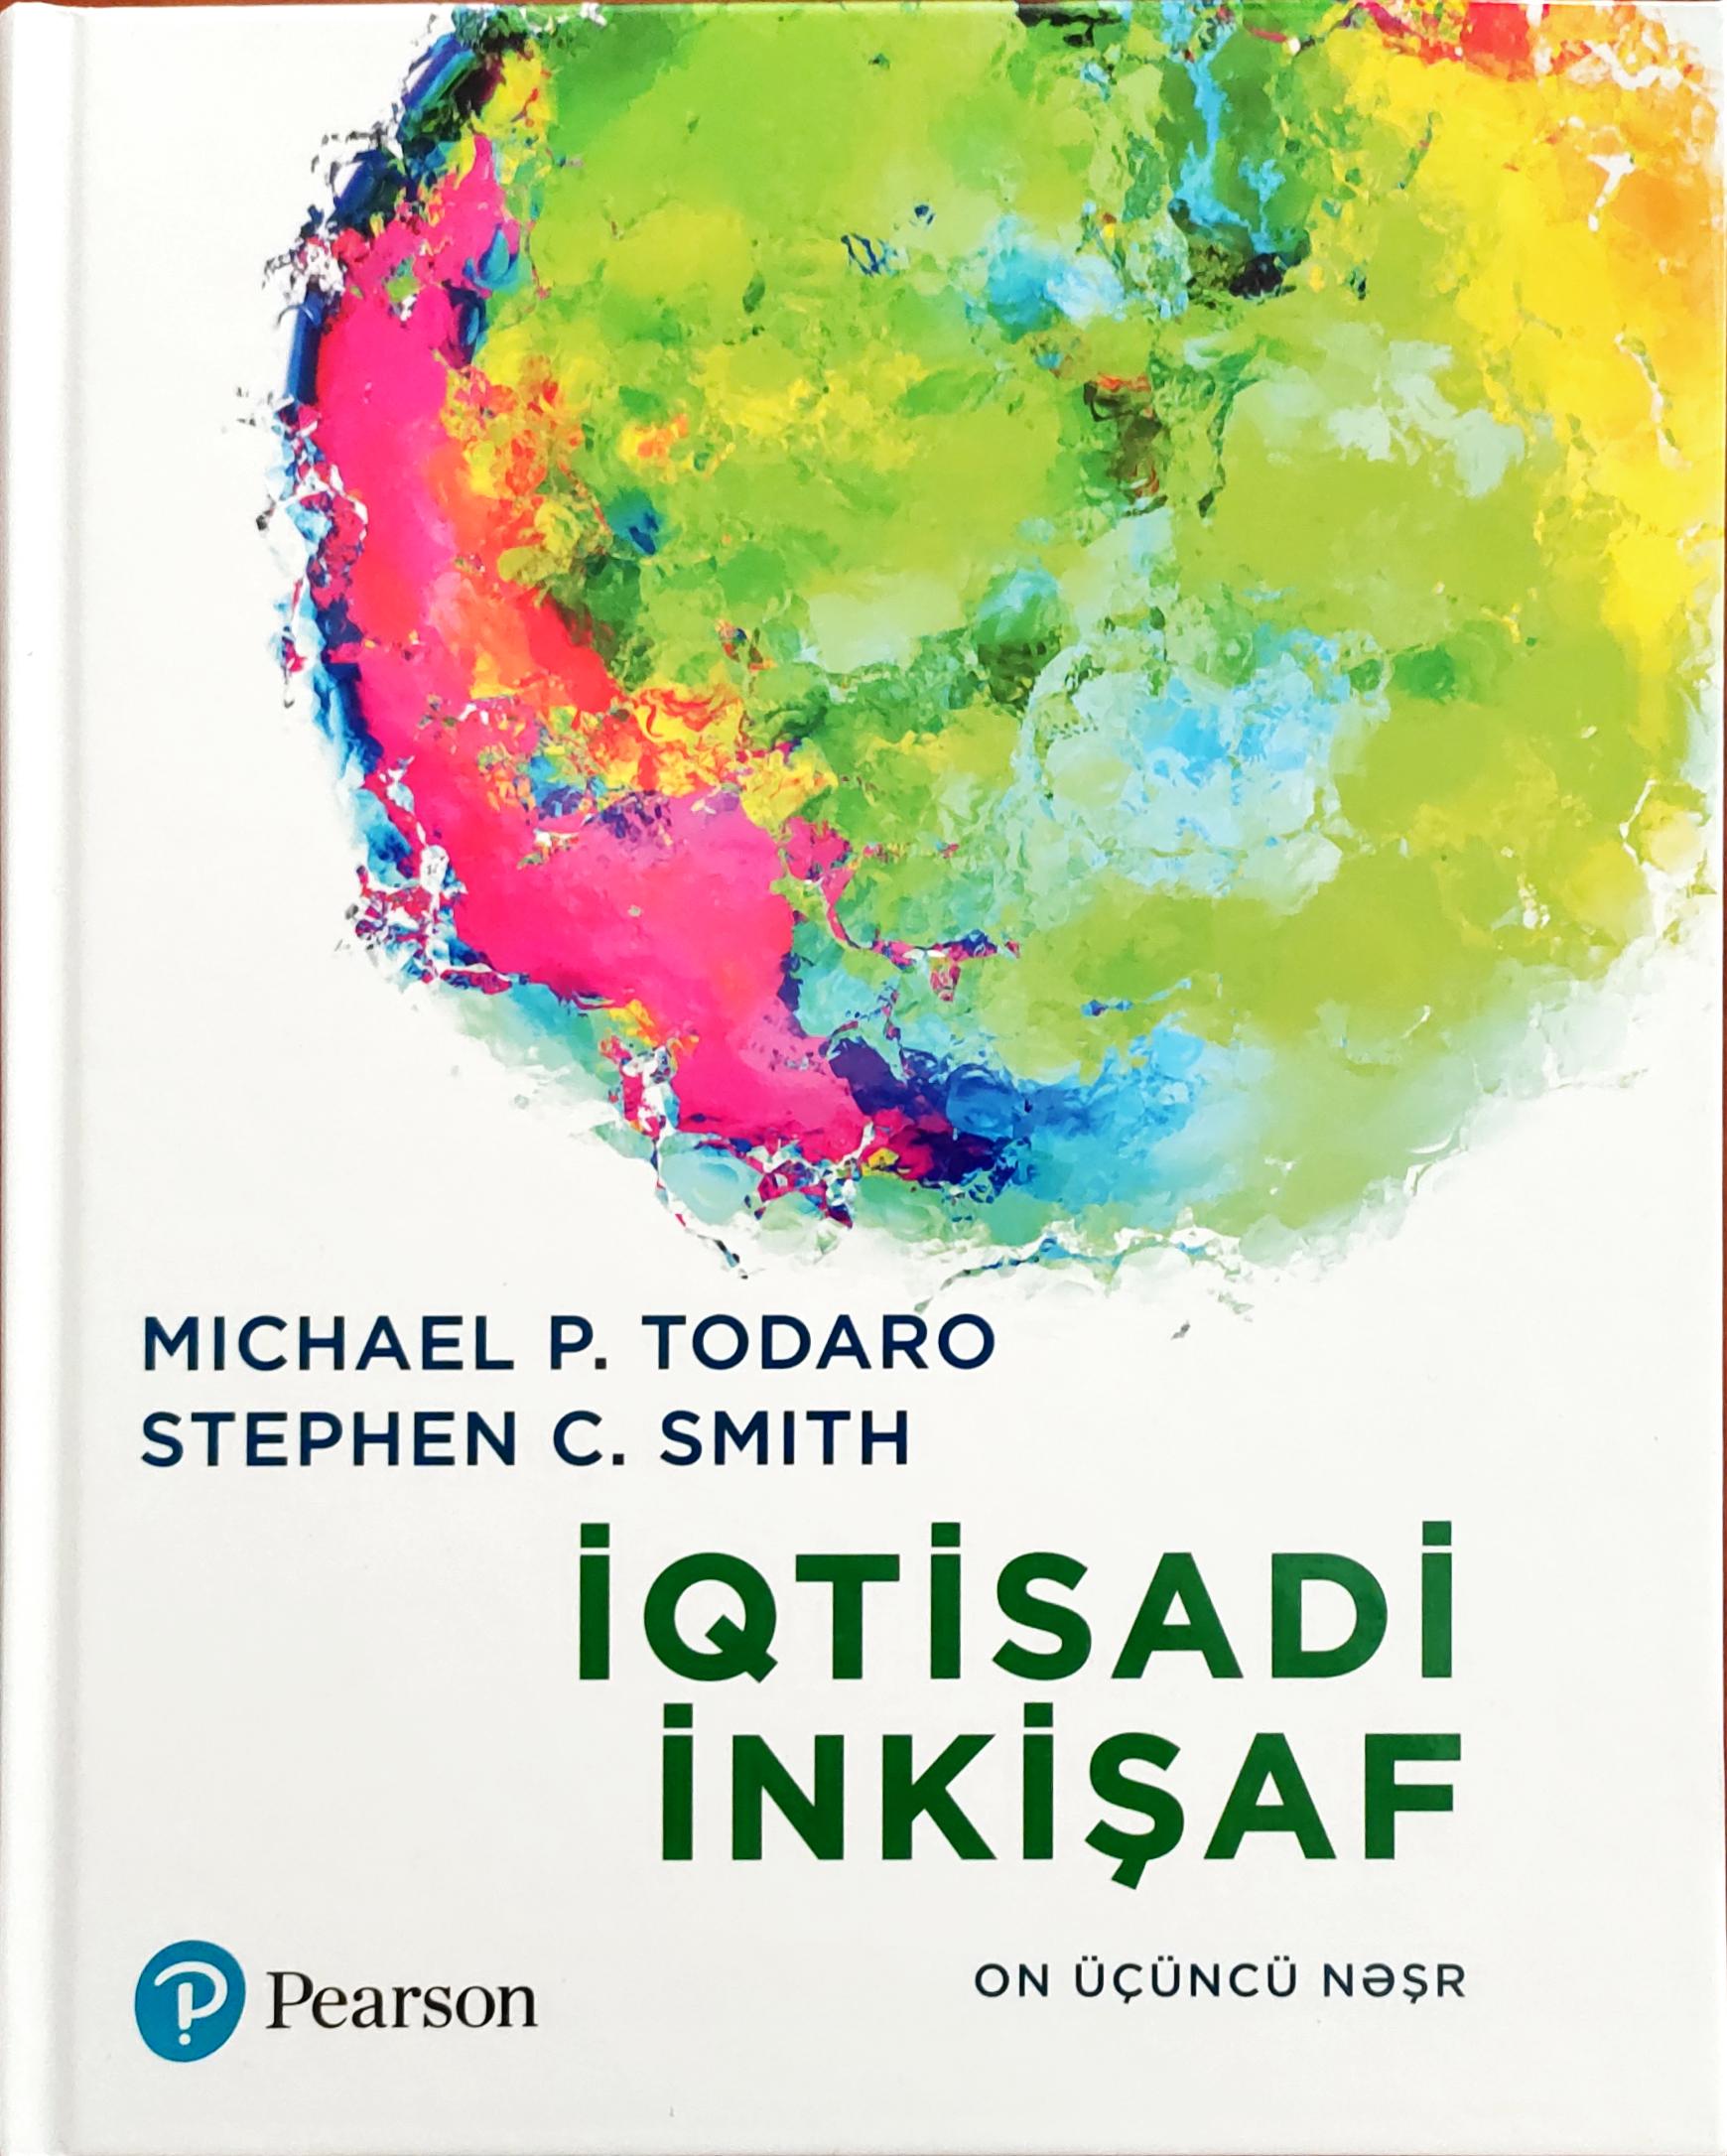 MICHAEL P. TODARO
STEPHEN C. SMITH
İQTİSADİ
İNKİŞAF
ON ÜÇÜNCÜ NƏŞR
Pearson